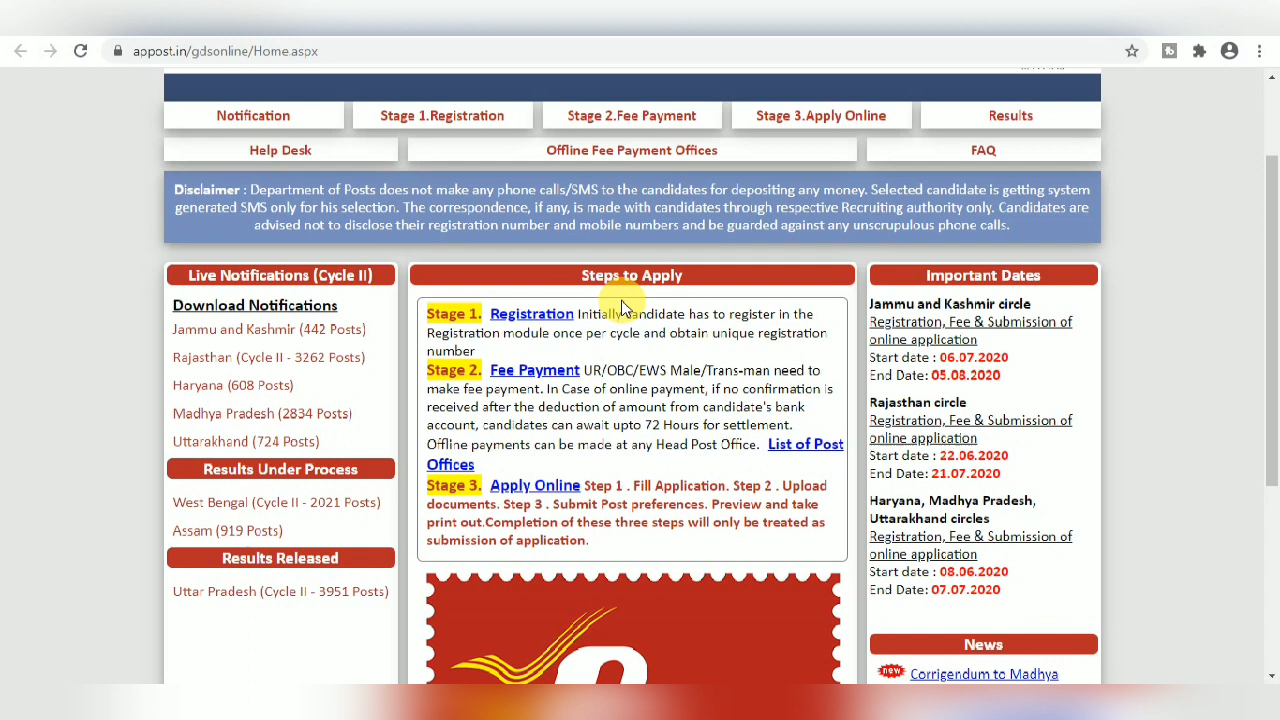 appost.in/gdsonline/Home.aspx
Notification
Stage 1.Registration
Stage 2.Fee Payment
Stage 3.Apply Online
Results
Help Desk
Offline Fee Payment Offices
FAQ
Disclaimer : Department of Posts does not make any phone calls/SMS to the candidates for depositing any money. Selected candidate is getting system
generated SMS only for his selection. The correspondence, if any, is made with candidates through respective Recruiting authority only. Candidates are
advised not to disclose their registration number and mobile numbers and be guarded against any unscrupulous phone calls.
Live Notifications (Cycle II)
Download Notifications
Jammu and Kashmir (442 Posts)
Rajasthan (Cycle II - 3262 Posts)
Haryana (608 Posts)
Madhya Pradesh (2834 Posts)
Uttarakhand (724 Posts)
Results Under Process
West Bengal (Cycle II - 2021 Posts)
Assam (919 Posts)
Results Released
Uttar Pradesh (Cycle II - 3951 Posts)
Steps to Apply
Stage 1. Registration Initially candidate has to register in the
Registration module once per cycle and obtain unique registration
number
Stage 2. Fee Payment UR/OBC/EWS Male/Trans-man need to
make fee payment. In Case of online payment, if no confirmation is
received after the deduction of amount from candidate's bank
account, candidates can await upto 72 Hours for settlement.
Offline payments can be made at any Head Post Office. List of Post
Offices
Stage 3. Apply Online Step 1 . Fill Application. Step 2 . Upload
documents. Step 3 . Submit Post preferences. Preview and take
print out.Completion of these three steps will only be treated as
submission of application.
Important Dates
Jammu and Kashmir circle
Registration, Fee & Submission of
online application
Start date : 06.07.2020
End Date: 05.08.2020
Rajasthan circle
Registration, Fee & Submission of
online application
Start date : 22.06.2020
End Date: 21.07.2020
Haryana, Madhya Pradesh,
Uttarakhand circles
Registration, Fee & Submission of
online application
Start date : 08.06.2020
End Date: 07.07.2020
News
new Corrigendum to Madhya